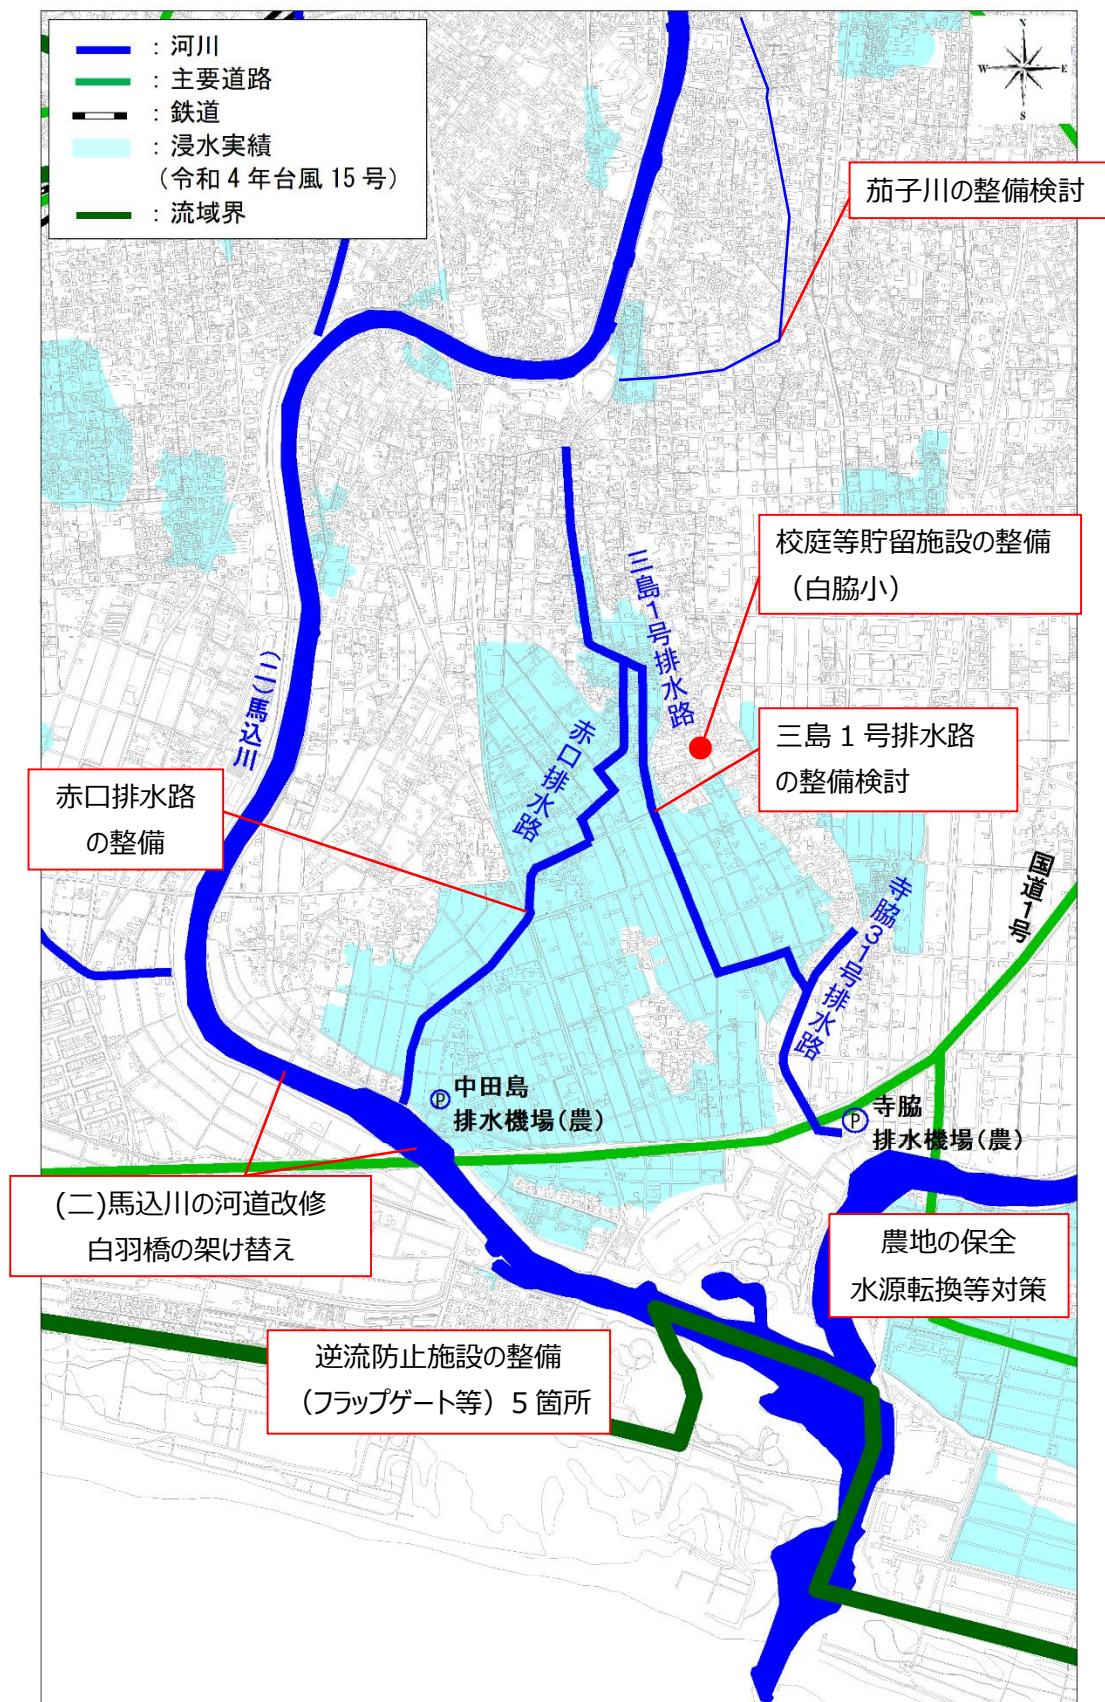 ：河川
：主要道路
：鉄道
：浸水実績
（令和４年台風 15 号）
：流域界
N
W
E
S
茄子川の整備検討
校庭等貯留施設の整備
（白脇小）
三島1号排水路
(二)馬込川
赤口排水路
三島 1 号排水路
の整備検討
赤口排水路
の整備
国道1号
寺脇31号排水路
P
中田島
排水機場(農)
P
寺脇
排水機場(農)
(二)馬込川の河道改修
白羽橋の架け替え
農地の保全
水源転換等対策
逆流防止施設の整備
（フラップゲート等）５箇所